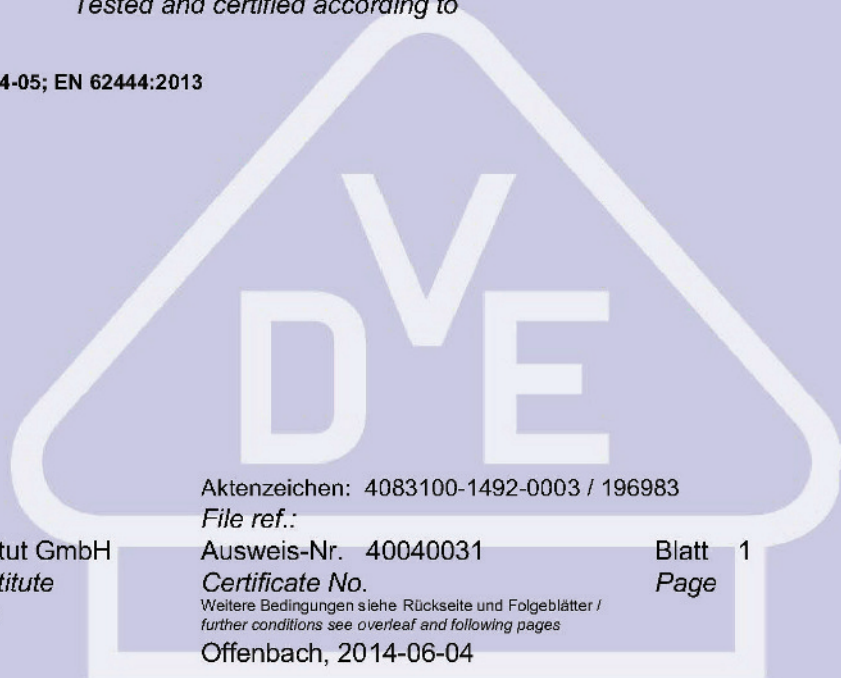 Tested and certified according to
4-05; EN 62444:2013
VDE
Aktenzeichen: 4083100-1492-0003 / 196983
File ref.:
tut GmbH Ausweis-Nr. 40040031 Blatt 1
titute Certificate No. Page
Weitere Bedingungen siehe Rückseite und Folgeblätter /
further conditions see overleaf and following pages
Offenbach, 2014-06-04